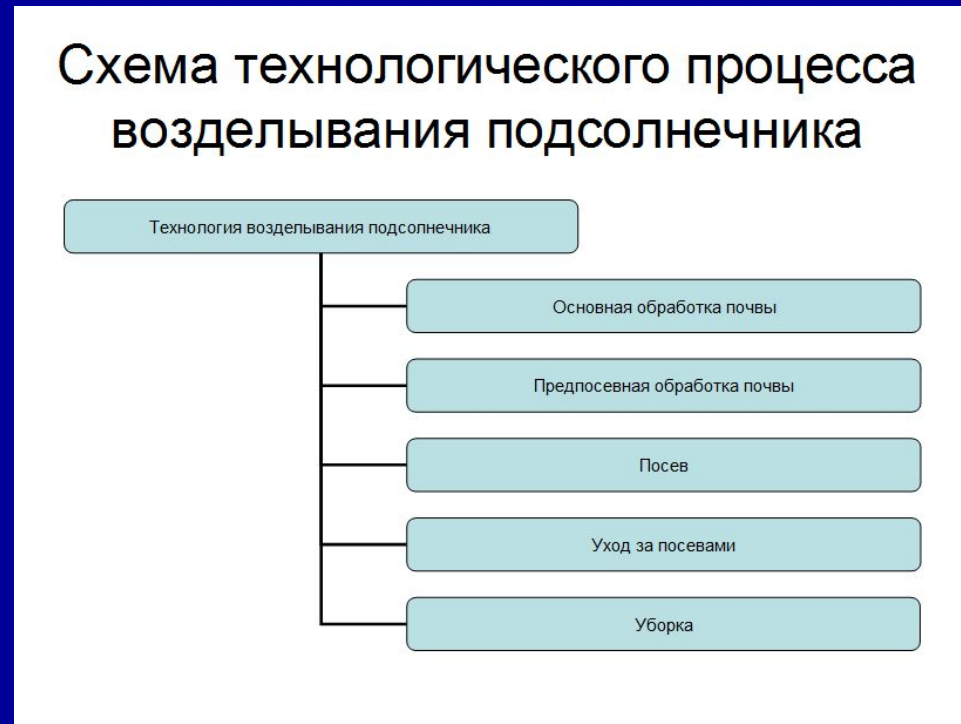 Схема технологического процесса
возделывания подсолнечника
Технология возделывания подсолнечника
Основная обработка почвы
Предпосевная обработка почвы
Посев
Уход за посевами
Уборка